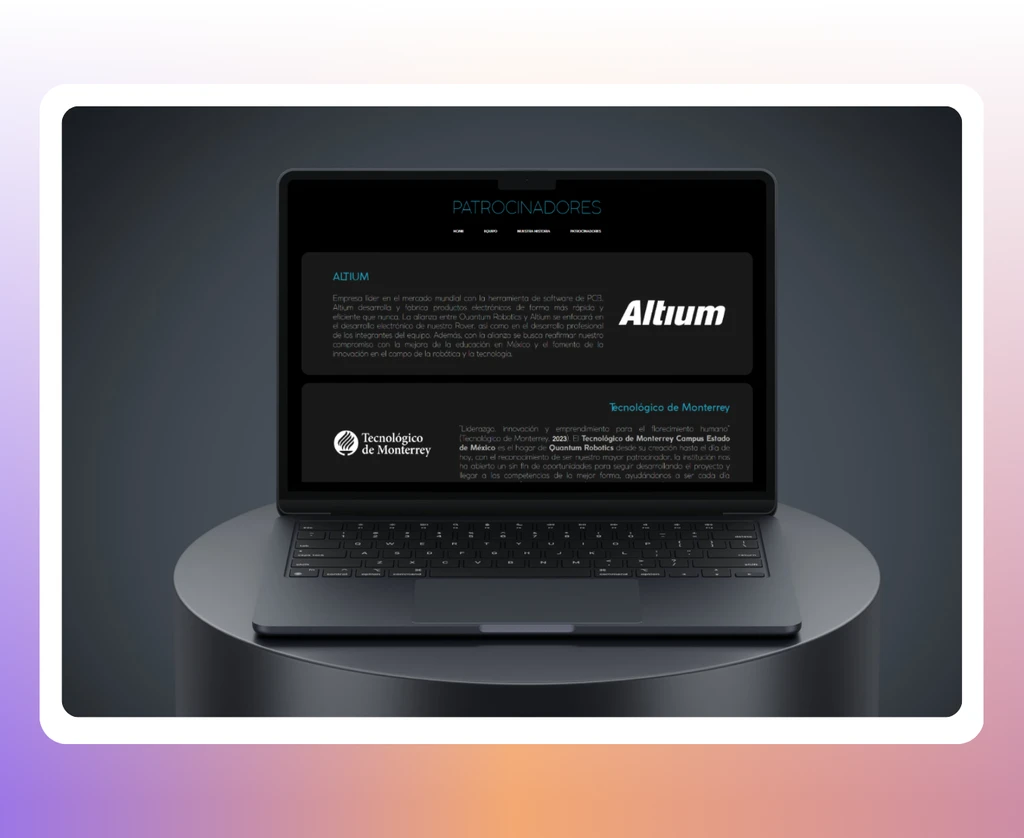 PATROCINADORES
HOME EQUIPO NUESTRA HISTORIA PATROCINADORES
ALTIUM
Empresa líder en el mercado mundial con la herramienta de software de PCB,
Altium desarrolla y fabrica productos electrónicos de forma más rápida y
eficiente que nunca. La alianza entre Quantum Robotics y Altium se enfocará en
el desarrollo electrónico de nuestro Rover, así como en el desarrollo profesional
de los integrantes del equipo. Además, con la alianza se busca reafirmar nuestro
compromiso con la mejora de la educación en México y el fomento de la
innovación en el campo de la robótica y la tecnología.
Altium
Tecnológico de Monterrey
Tecnológico
de Monterrey
"Liderazgo, innovación y emprendimiento para el florecimiento humano"
(Tecnológico de Monterrey, 2023). El Tecnológico de Monterrey Campus Estado
de México es el hogar de Quantum Robotics desde su creación hasta el día de
hoy, con el reconocimiento de ser nuestro mayor patrocinador, la institución nos
ha abierto un sin fin de oportunidades para seguir desarrollando el proyecto y
llegar a las competencias de la mejor forma, ayudándonos a ser cada día
Q W E R T Y U I O P
A S D F G H J K L
Z X C V B N M